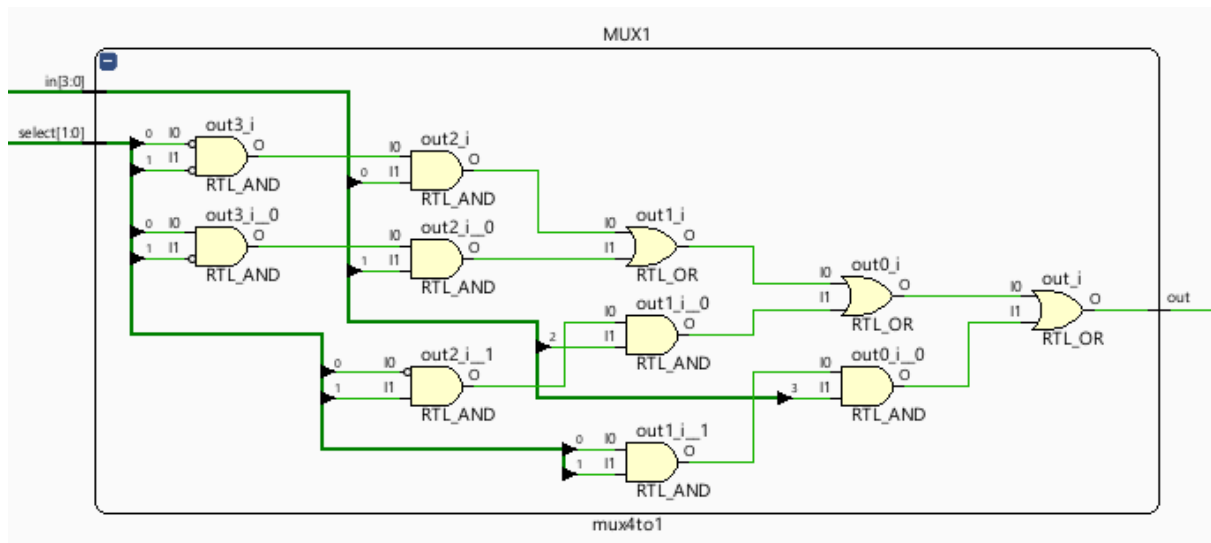 MUX1
in[3:0]
select[1:0]
0 I0 out3_i O
1 I1
RTL_AND
0 I0 out3_i__0 O
1 I1
RTL_AND
I0 out2_i O
0 I1
RTL_AND
I0 out2_i__0 O
1 I1
RTL_AND
0 I0 out2_i__1 O
1 I1
RTL_AND
I0 out1_i O
I1
RTL_OR
I0 out1_i__0 O
2 I1
RTL_AND
0 I0 out1_i__1 O
1 I1
RTL_AND
I0 out0_i O
I1
RTL_OR
I0 out0_i__0 O
3 I1
RTL_AND
I0 out_i O
I1
RTL_OR
out
mux4to1